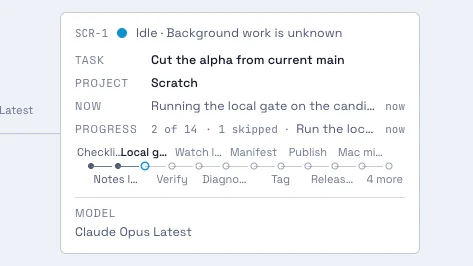 SCR-1 Idle · Background work is unknown
TASK Cut the alpha from current main
PROJECT Scratch
Latest
NOW Running the local gate on the candi... now
PROGRESS 2 of 14 · 1 skipped · Run the loc... now
Checkli... Local g... Watch l... Manifest Publish Mac mi...
Notes l... Verify Diagno... Tag Releas... 4 more
MODEL
Claude Opus Latest